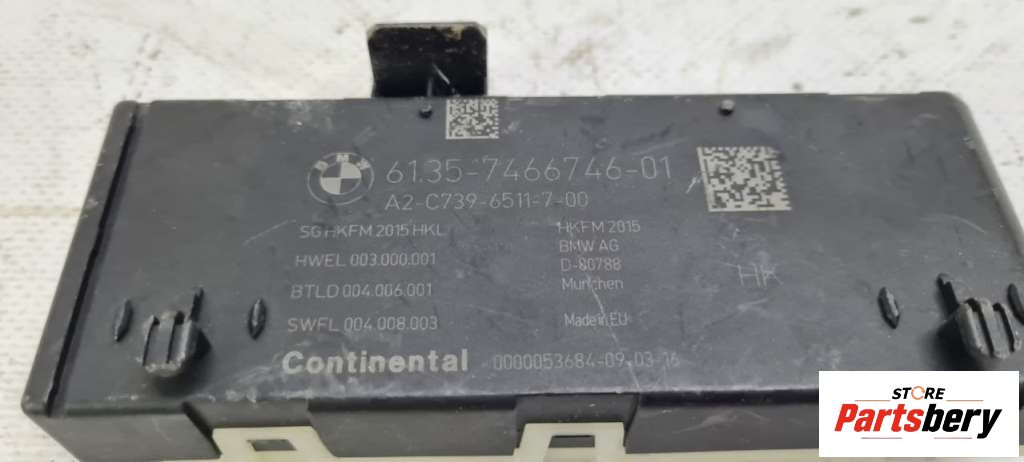 BMW
61.35-7466746-01
A2-C739-6511-7-00
SG HKFM 2015 HKL
HWEL 003.000.001
BTLD 004.006.001
SWFL 004.008.003
HKFM 2015
BMW AG
D-80788
München
Made in EU
HK
Continental 0000053684-09-03-16
STORE
Partsbery